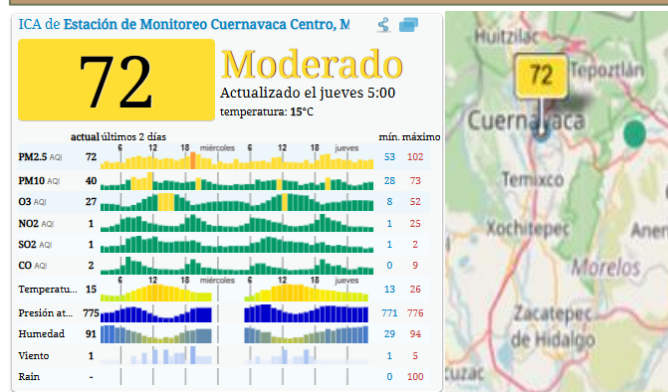 ICA de Estación de Monitoreo Cuernavaca Centro, M
72
Moderado
Actualizado el jueves 5:00
temperatura: 15°C
actual últimos 2 días mín. máximo
6 12 18 miércoles 6 12 18 jueves
PM2.5 AQI 72 53 102
PM10 AQI 40 28 73
O3 AQI 27 8 52
NO2 AQI 1 1 25
SO2 AQI 1 1 2
CO AQI 2 0 9
6 12 18 miércoles 6 12 18 jueves
Temperatu... 15 13 26
Presión at... 775 771 776
Humedad 91 29 94
Viento 1 1 5
Rain - 0 100
Huitzilac
72
Tepoztlán
Cuernavaca
Temixco
Xochitepec
Anen
Morelos
Zacatepec
de Hidalgo
cuzac